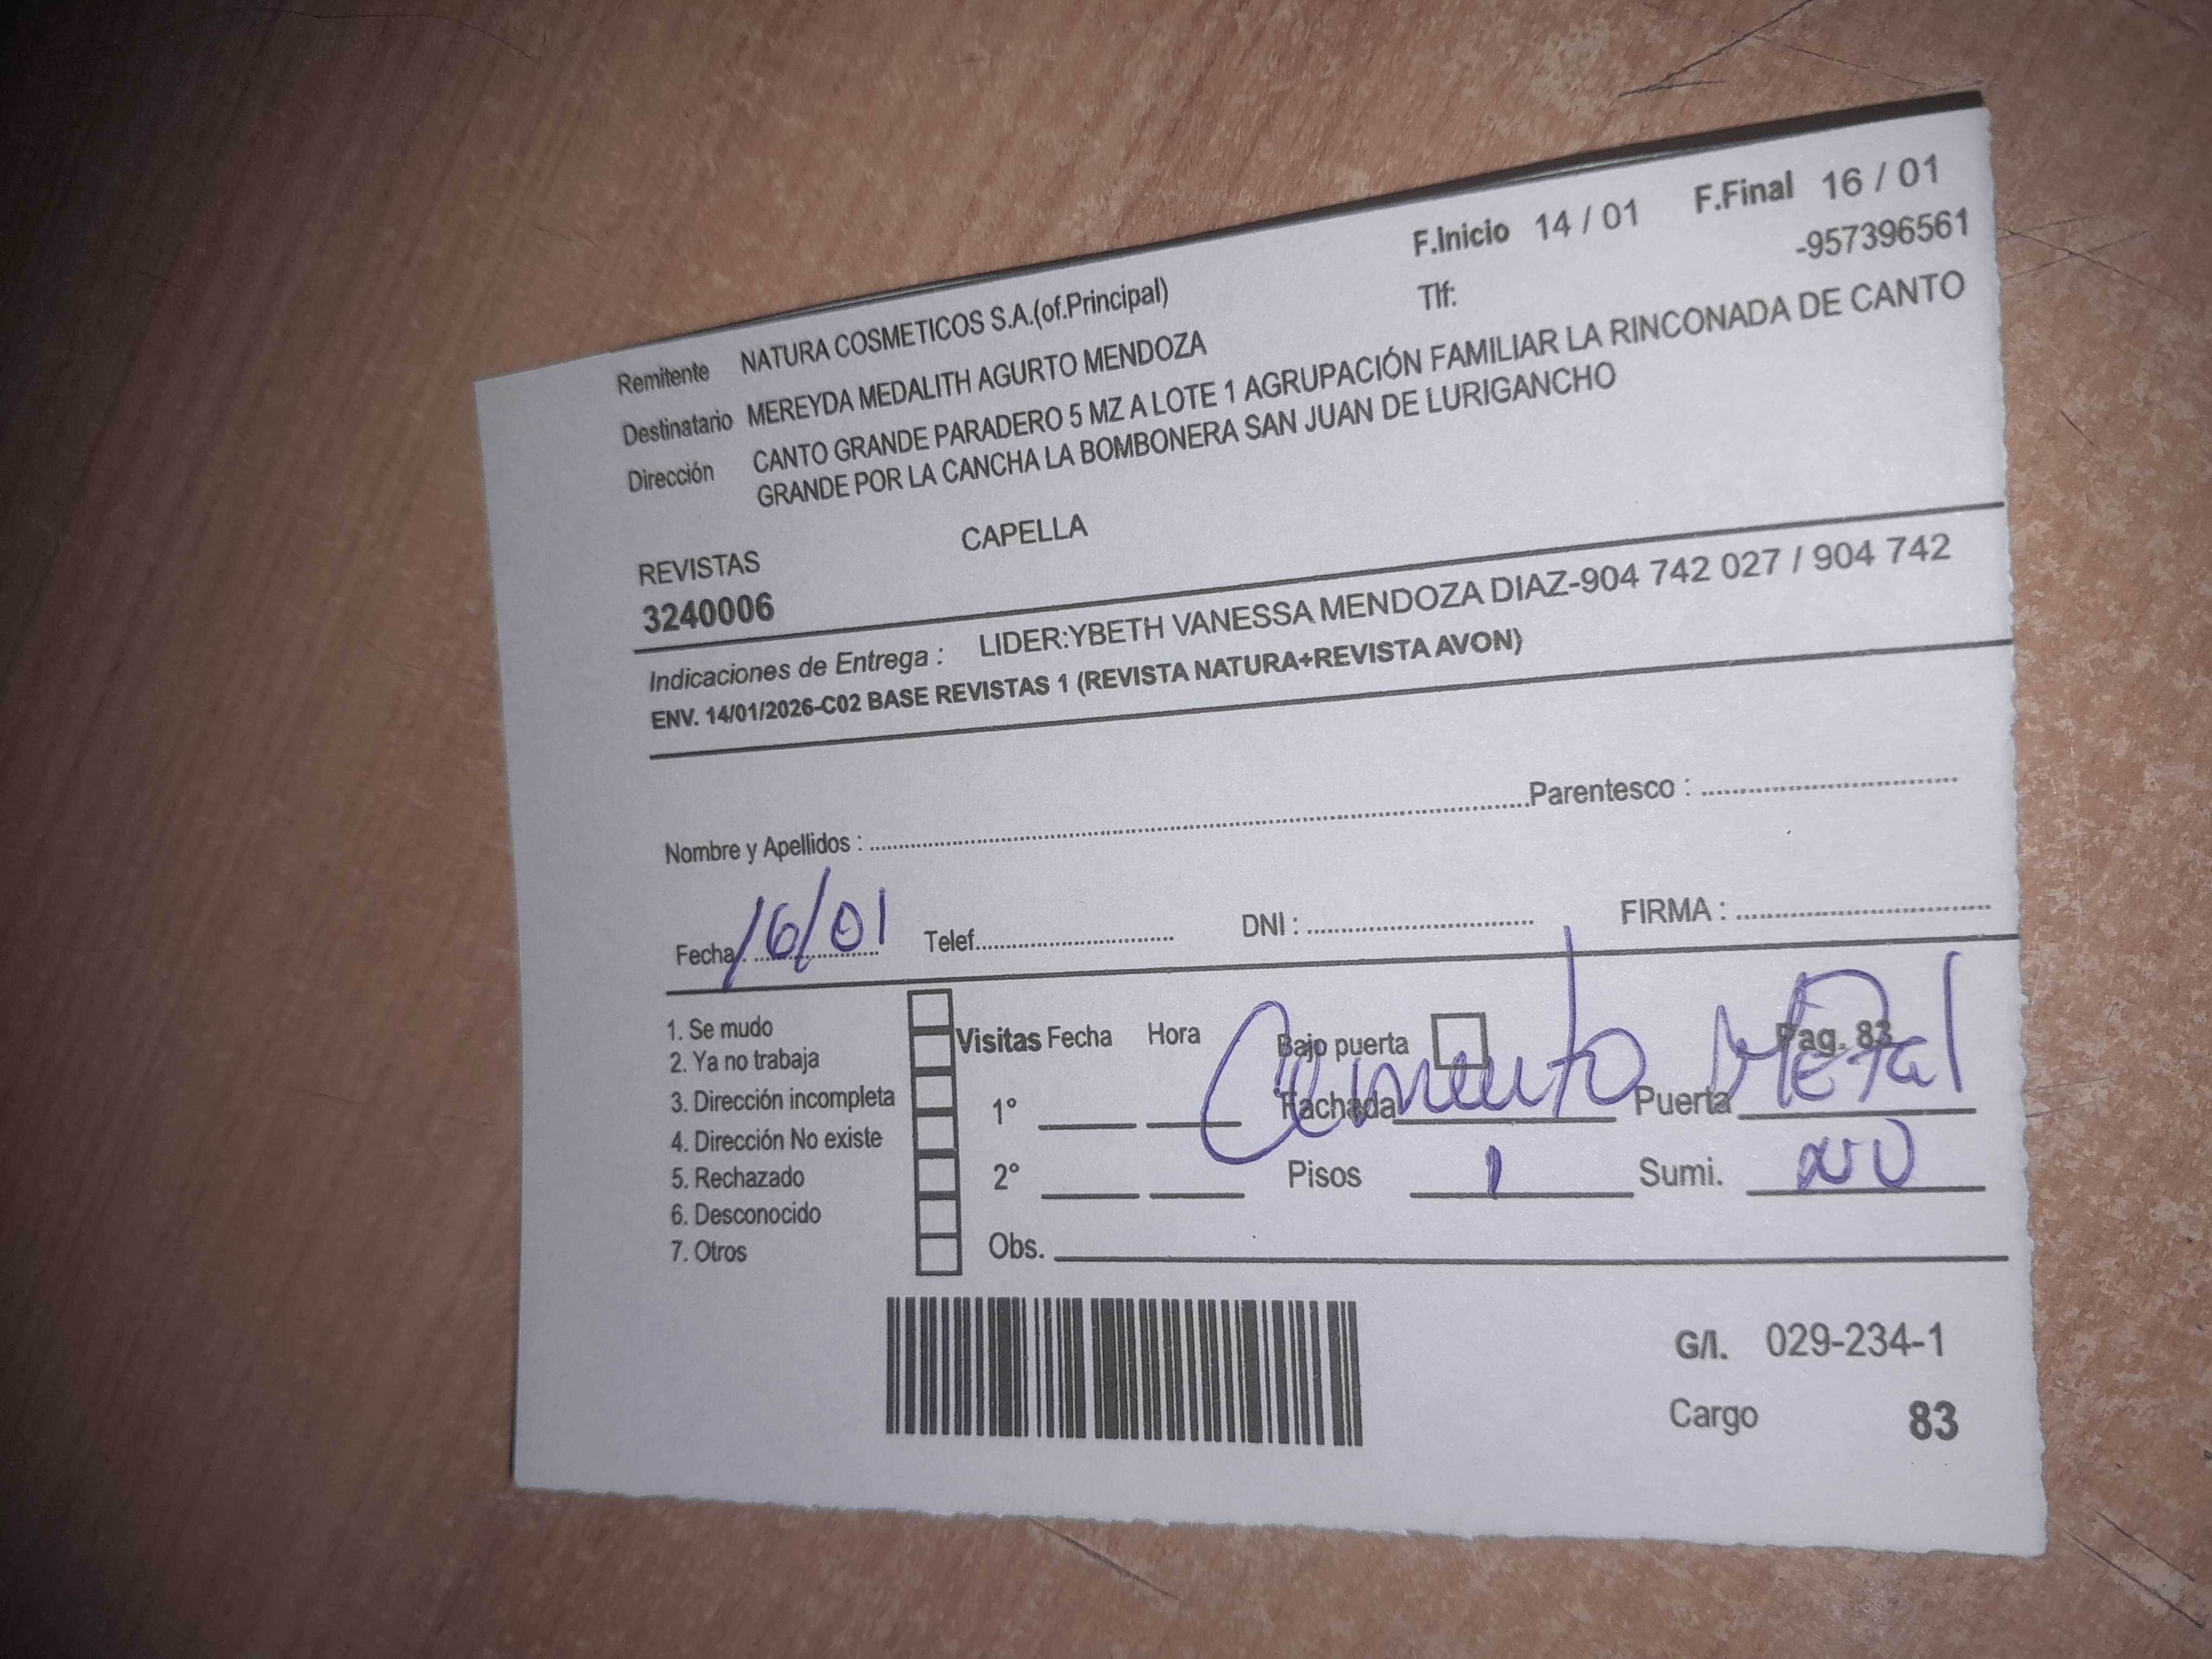 F.Inicio 14 / 01 F.Final 16 / 01
Remitente NATURA COSMETICOS S.A.(of.Principal) Tlf: -957396561
Destinatario MEREYDA MEDALITH AGURTO MENDOZA
Dirección CANTO GRANDE PARADERO 5 MZ A LOTE 1 AGRUPACIÓN FAMILIAR LA RINCONADA DE CANTO
GRANDE POR LA CANCHA LA BOMBONERA SAN JUAN DE LURIGANCHO
REVISTAS CAPELLA
3240006
Indicaciones de Entrega : LIDER:YBETH VANESSA MENDOZA DIAZ-904 742 027 / 904 742
ENV. 14/01/2026-C02 BASE REVISTAS 1 (REVISTA NATURA+REVISTA AVON)
Nombre y Apellidos : Parentesco :
Fecha: 16/01 Telef. DNI : FIRMA :
1. Se mudo
2. Ya no trabaja
3. Dirección incompleta
4. Dirección No existe
5. Rechazado
6. Desconocido
7. Otros
Visitas Fecha Hora Bajo puerta Pag. 83
1° Fachada Cemento Puerta Metal
2° Pisos 1 Sumi.
Obs.
G/I. 029-234-1
Cargo 83